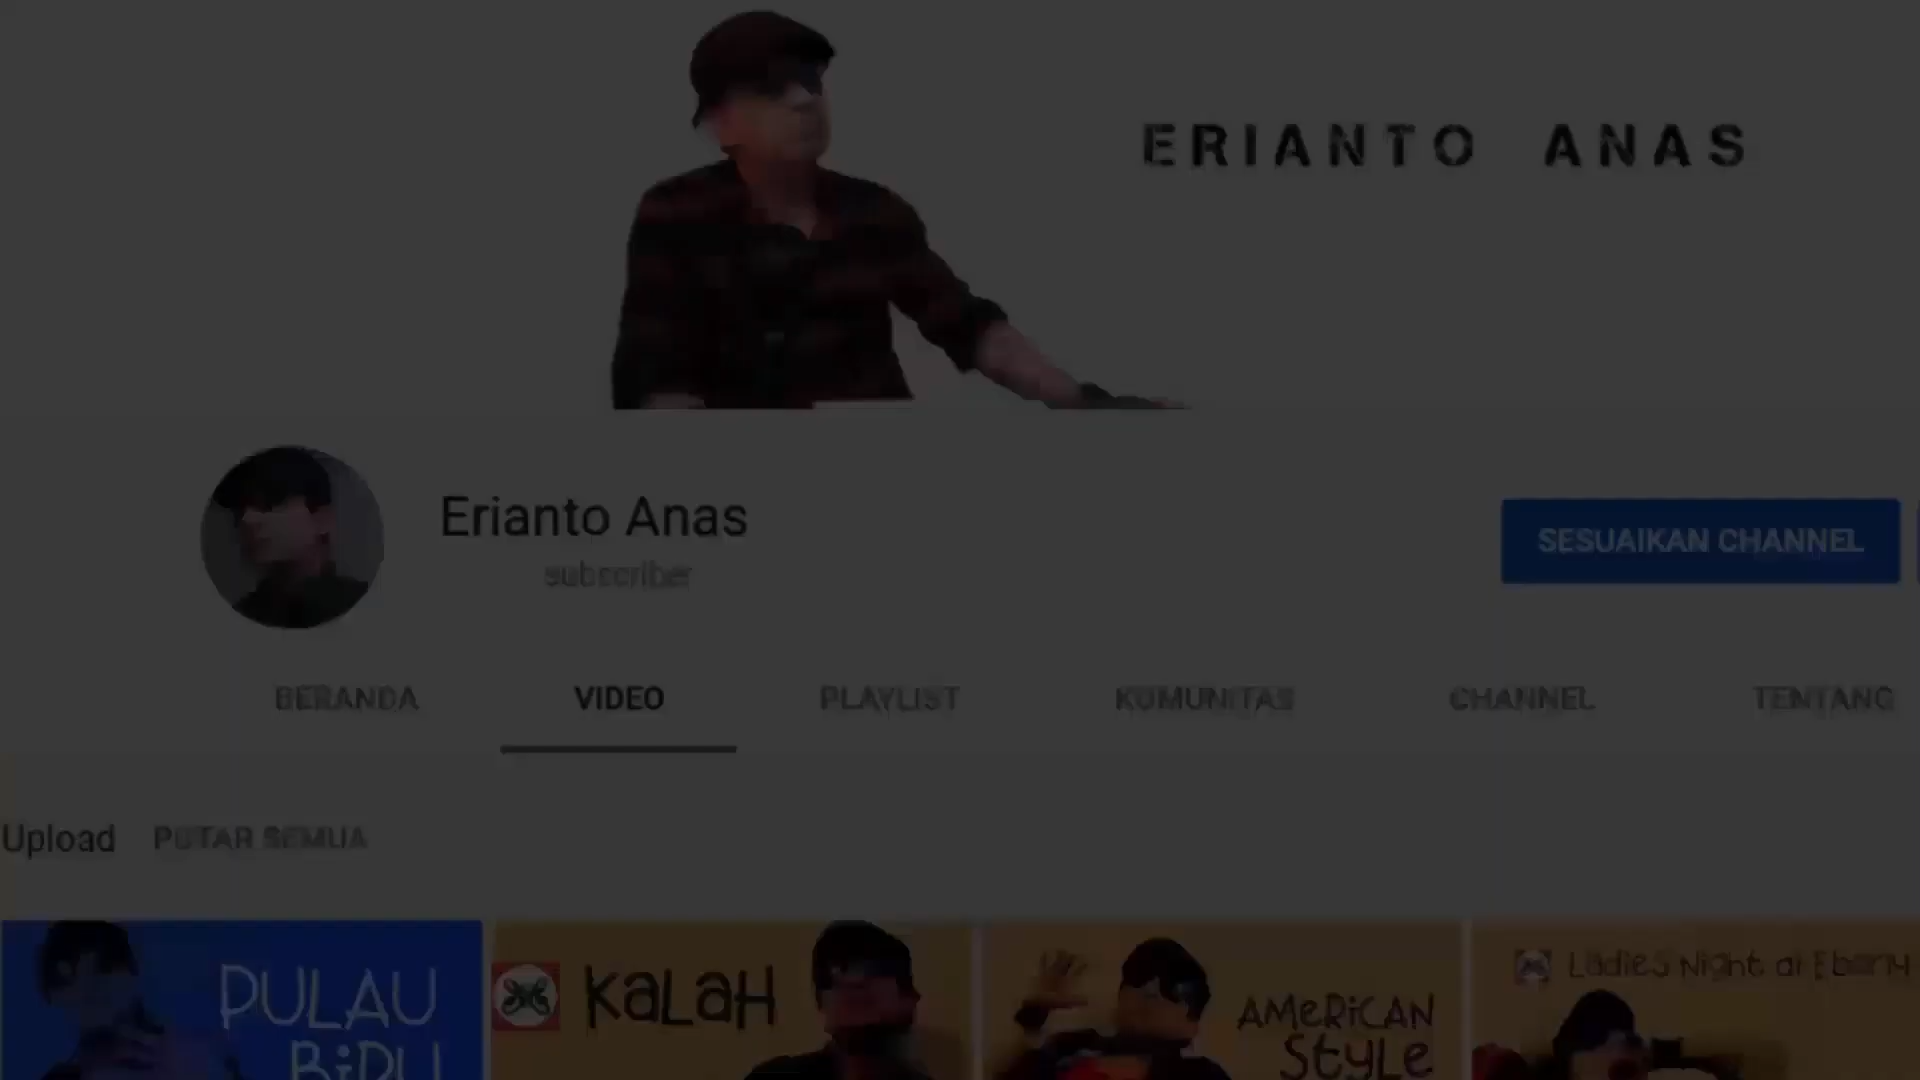 ERIANTO ANAS
Erianto Anas
subscriber
SESUAIKAN CHANNEL
BERANDA
VIDEO
PLAYLIST
KOMUNITAS
CHANNEL
TENTANG
Upload
PUTAR SEMUA
PULAU
BiRU
KaLaH
AMeRiCAN
StyLe
LadieS Night at Ebony